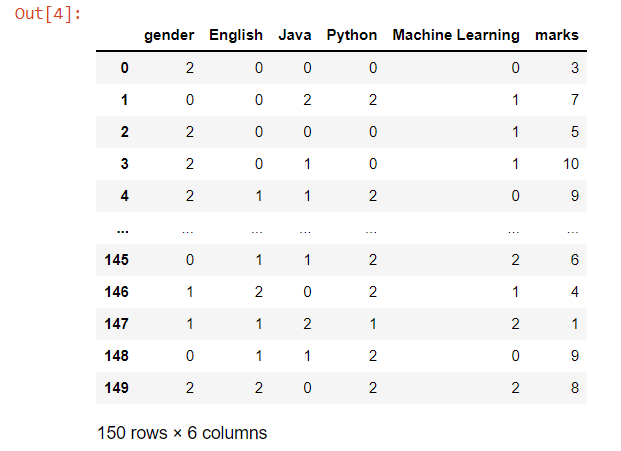 Out[4]:
gender English Java Python Machine Learning marks
0 2 0 0 0 0 3
1 0 0 2 2 1 7
2 2 0 0 0 1 5
3 2 0 1 0 1 10
4 2 1 1 2 0 9
... ... ... ... ... ... ...
145 0 1 1 2 2 6
146 1 2 0 2 1 4
147 1 1 2 1 2 1
148 0 1 1 2 0 9
149 2 2 0 2 2 8
150 rows × 6 columns